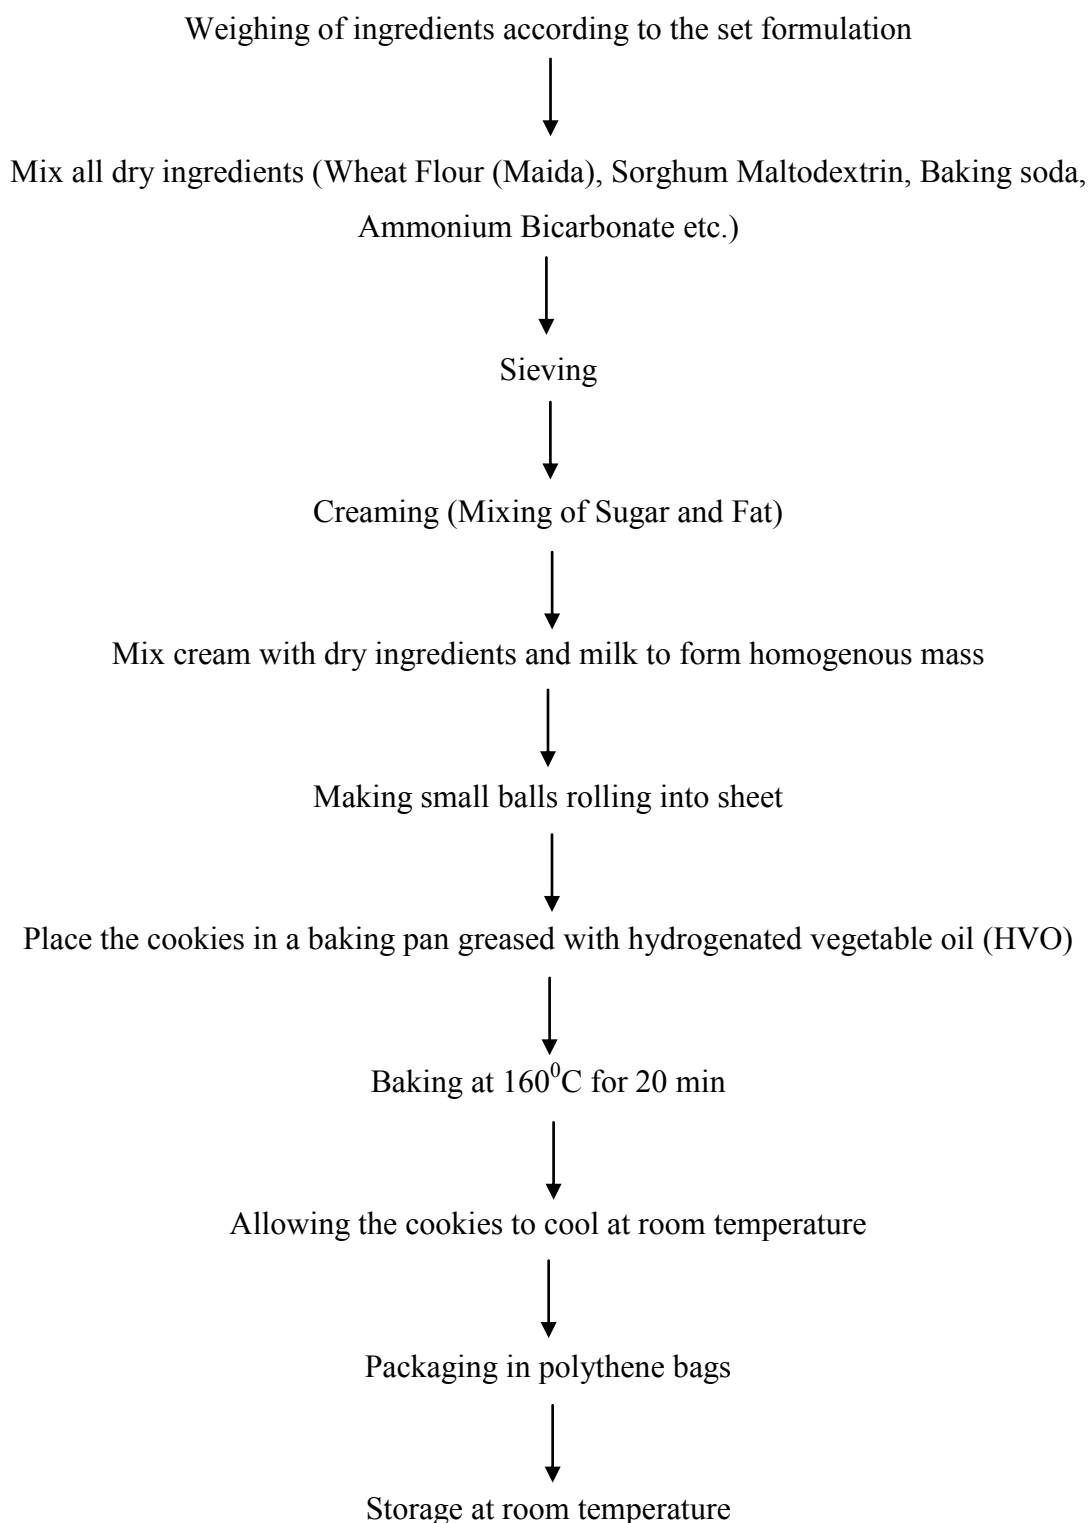 Weighing of ingredients according to the set formulation
Mix all dry ingredients (Wheat Flour (Maida), Sorghum Maltodextrin, Baking soda,
Ammonium Bicarbonate etc.)
Sieving
Creaming (Mixing of Sugar and Fat)
Mix cream with dry ingredients and milk to form homogenous mass
Making small balls rolling into sheet
Place the cookies in a baking pan greased with hydrogenated vegetable oil (HVO)
Baking at 160⁰C for 20 min
Allowing the cookies to cool at room temperature
Packaging in polythene bags
Storage at room temperature